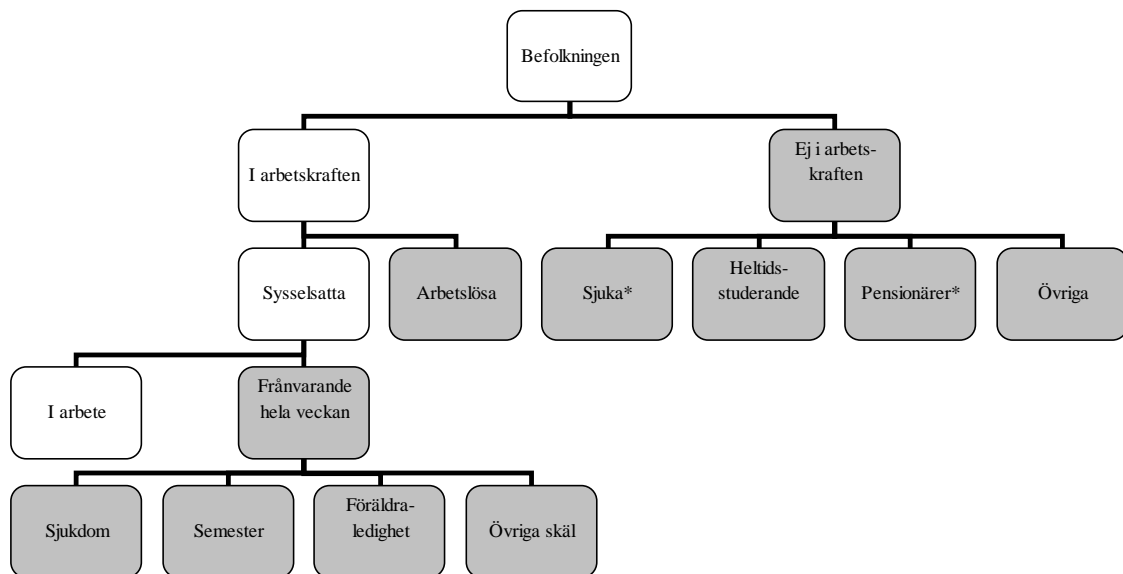 Befolkningen
I arbetskraften
Ej i arbets-
kraften
Sysselsatta
Arbetslösa
Sjuka*
Heltids-
studerande
Pensionärer*
Övriga
I arbete
Frånvarande
hela veckan
Sjukdom
Semester
Föräldra-
ledighet
Övriga skäl